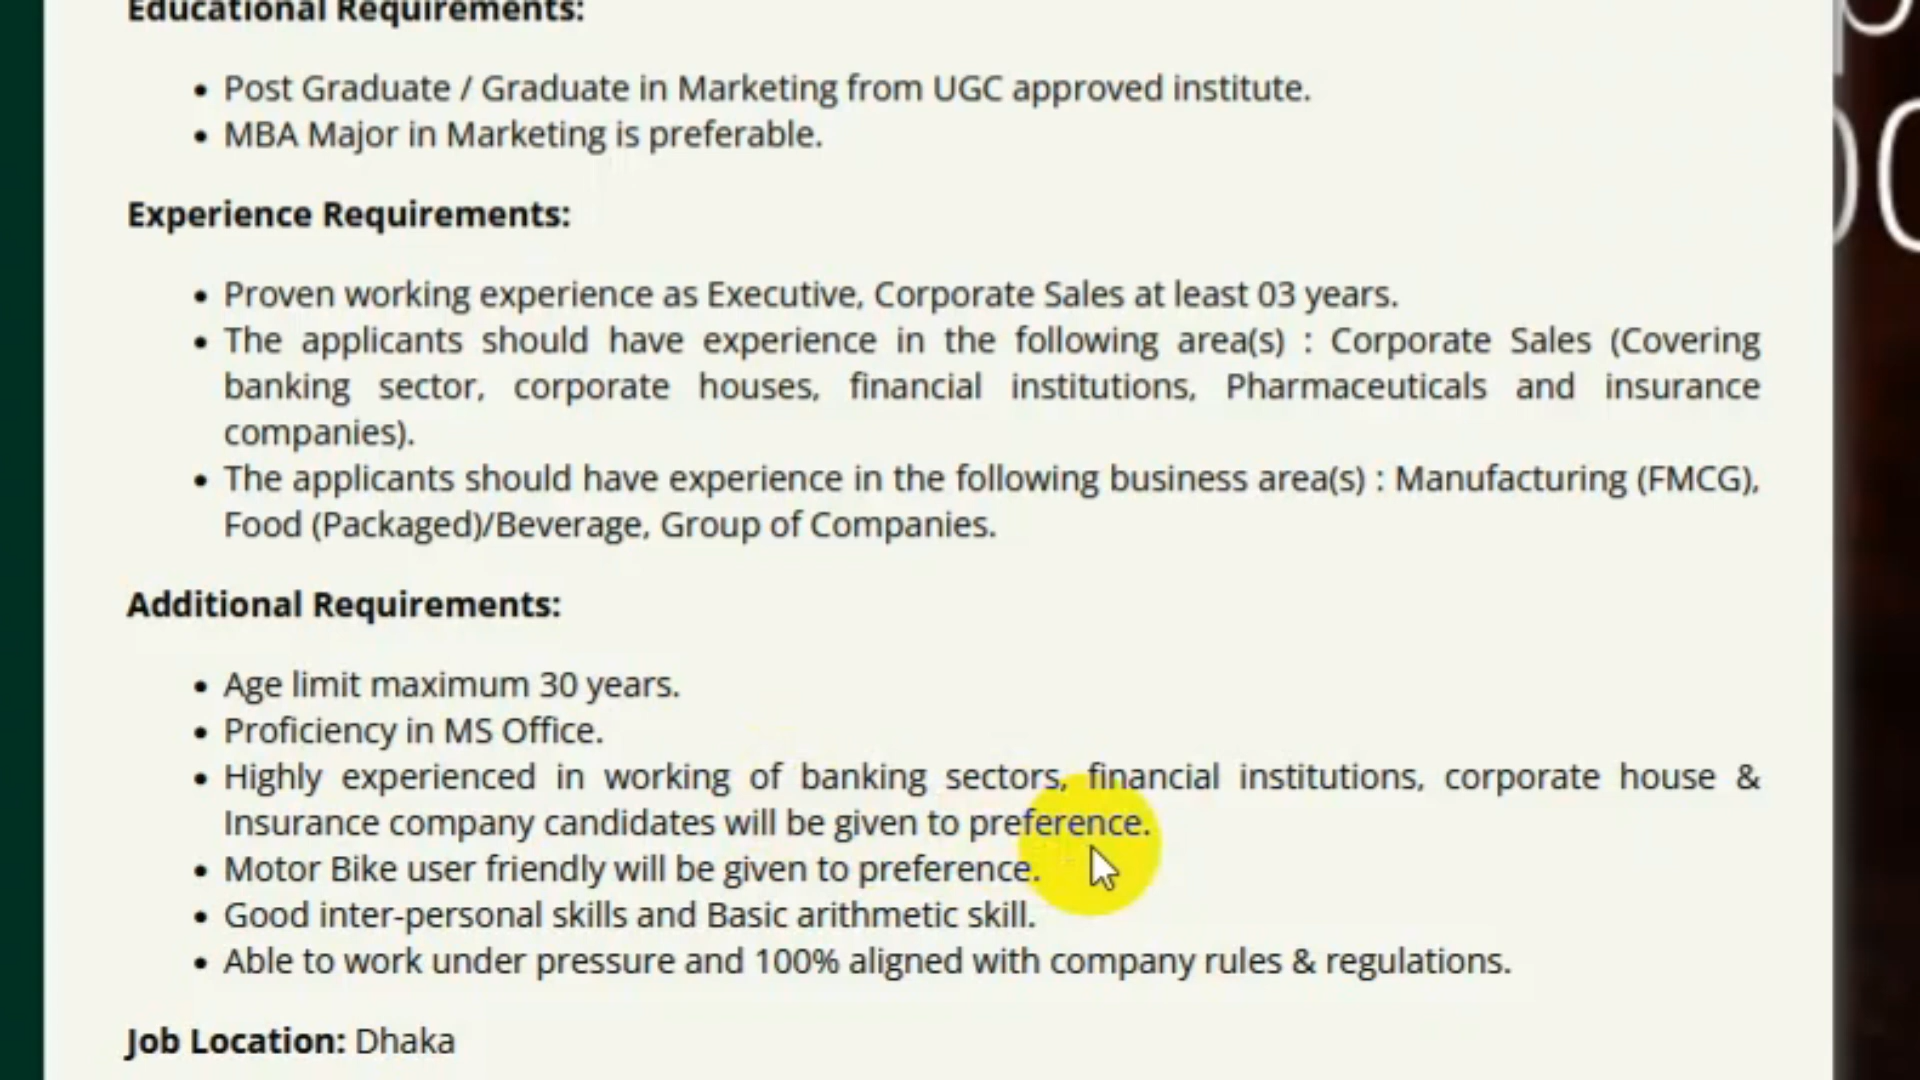 Educational Requirements:
• Post Graduate / Graduate in Marketing from UGC approved institute.
• MBA Major in Marketing is preferable.
Experience Requirements:
• Proven working experience as Executive, Corporate Sales at least 03 years.
• The applicants should have experience in the following area(s) : Corporate Sales (Covering
banking sector, corporate houses, financial institutions, Pharmaceuticals and insurance
companies).
• The applicants should have experience in the following business area(s) : Manufacturing (FMCG),
Food (Packaged)/Beverage, Group of Companies.
Additional Requirements:
• Age limit maximum 30 years.
• Proficiency in MS Office.
• Highly experienced in working of banking sectors, financial institutions, corporate house &
Insurance company candidates will be given to preference.
• Motor Bike user friendly will be given to preference.
• Good inter-personal skills and Basic arithmetic skill.
• Able to work under pressure and 100% aligned with company rules & regulations.
Job Location: Dhaka